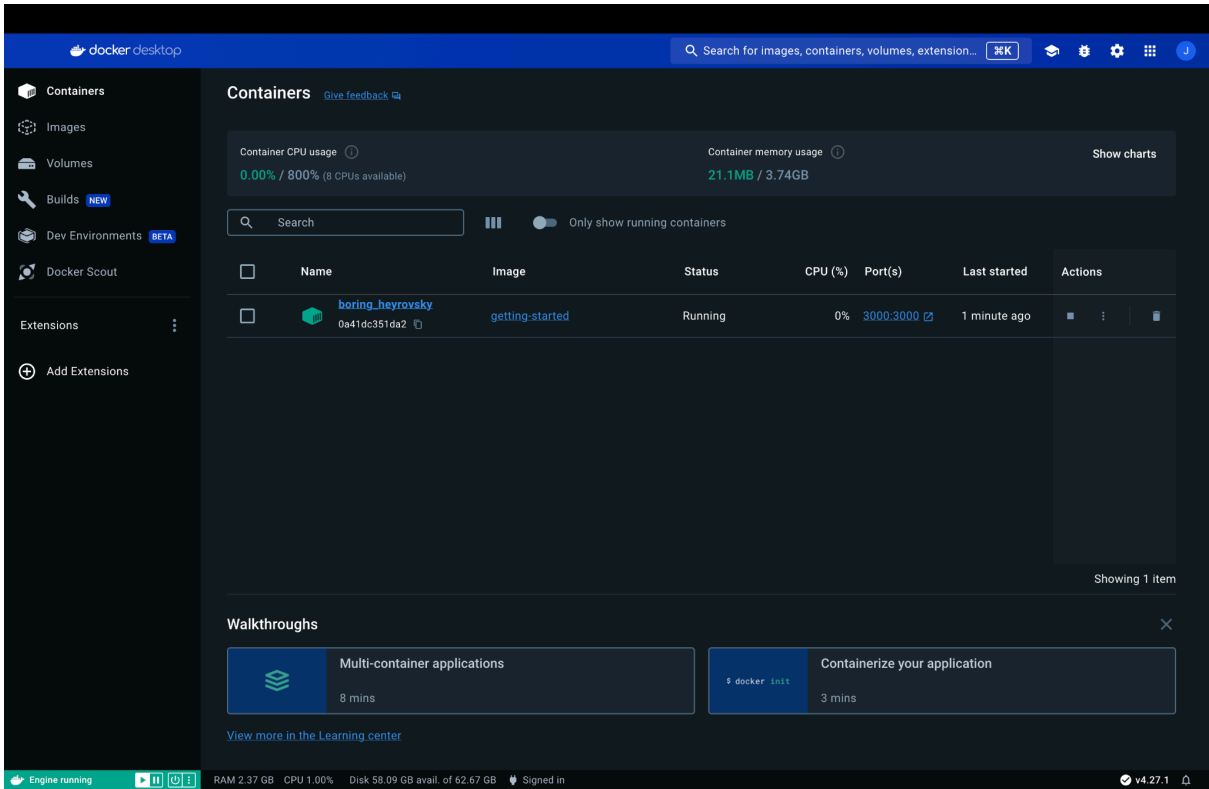 docker desktop
Search for images, containers, volumes, extension... ⌘K
J
Containers
Images
Volumes
Builds NEW
Dev Environments BETA
Docker Scout
Extensions
Add Extensions
Containers Give feedback
Container CPU usage
0.00% / 800% (8 CPUs available)
Container memory usage
21.1MB / 3.74GB
Show charts
Search
Only show running containers
Name Image Status CPU (%) Port(s) Last started Actions
boring_heyrovsky
0a41dc351da2
getting-started Running 0% 3000:3000 1 minute ago
Showing 1 item
Walkthroughs
Multi-container applications
8 mins
$ docker init
Containerize your application
3 mins
View more in the Learning center
Engine running
RAM 2.37 GB CPU 1.00% Disk 58.09 GB avail. of 62.67 GB Signed in
v4.27.1